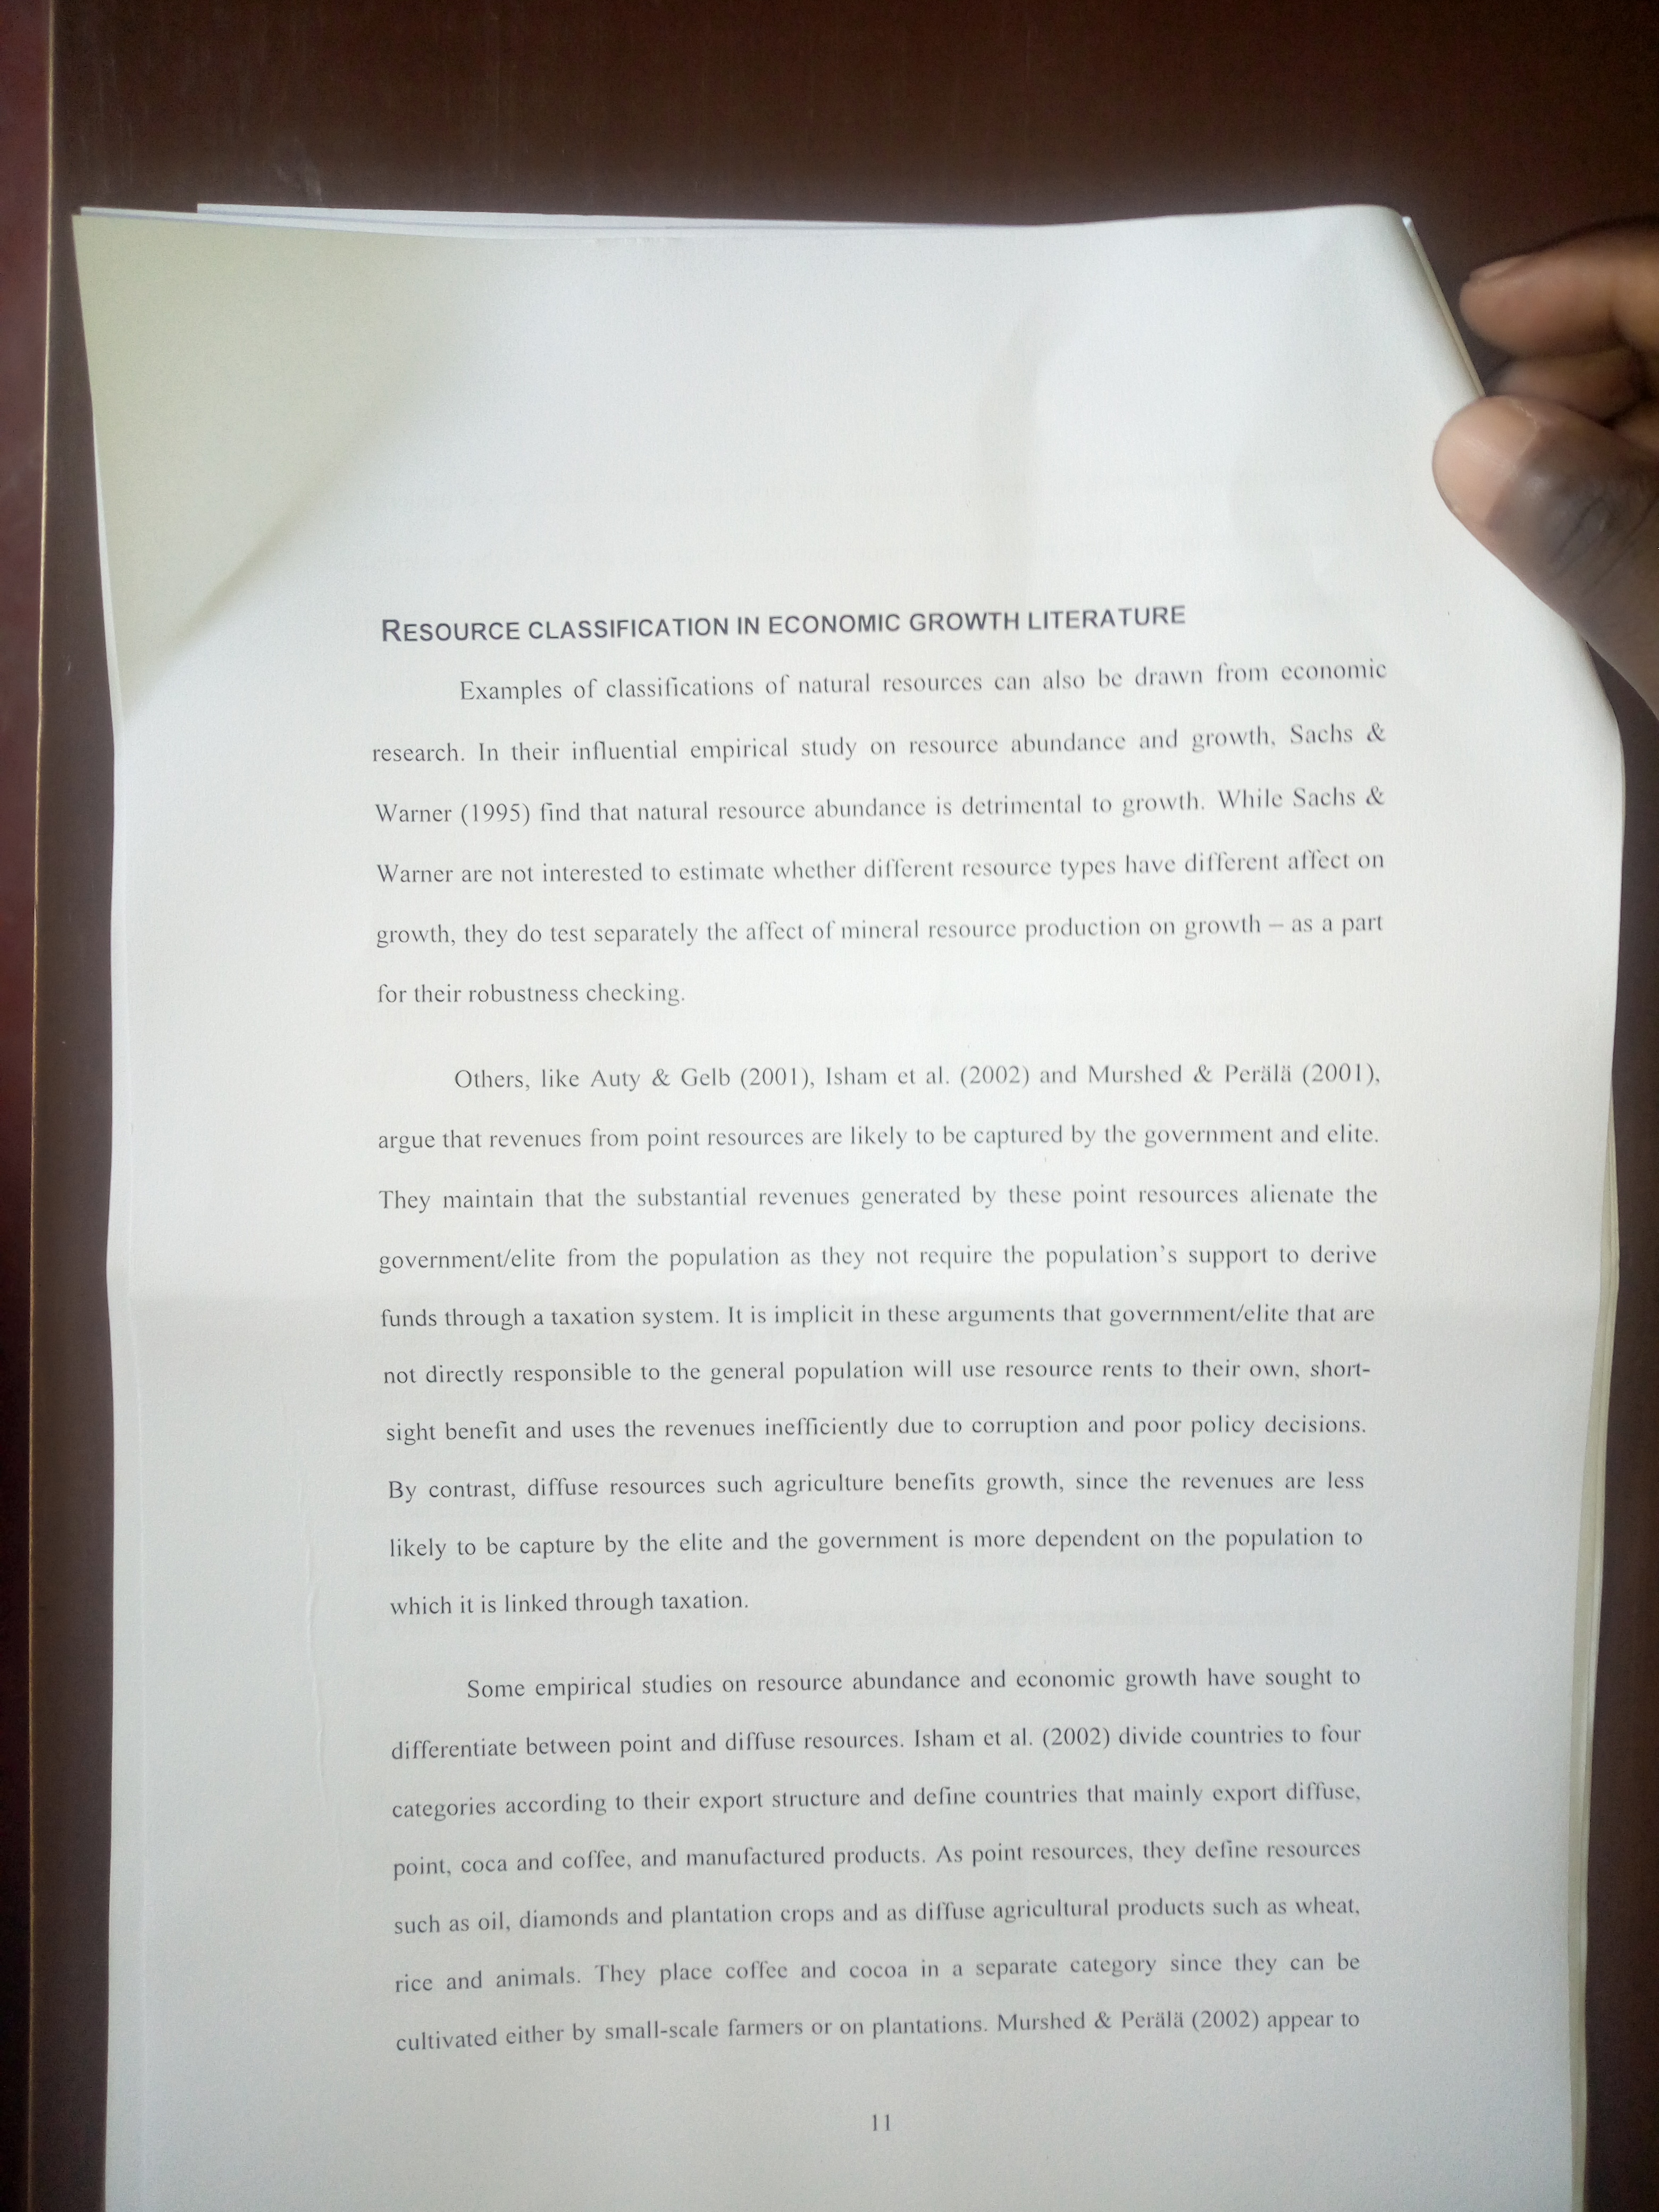 RESOURCE CLASSIFICATION IN ECONOMIC GROWTH LITERATURE
Examples of classifications of natural resources can also be drawn from economic
research. In their influential empirical study on resource abundance and growth, Sachs &
Warner (1995) find that natural resource abundance is detrimental to growth. While Sachs &
Warner are not interested to estimate whether different resource types have different affect on
growth, they do test separately the affect of mineral resource production on growth – as a part
for their robustness checking.
Others, like Auty & Gelb (2001), Isham et al. (2002) and Murshed & Perälä (2001),
argue that revenues from point resources are likely to be captured by the government and elite.
They maintain that the substantial revenues generated by these point resources alienate the
government/elite from the population as they not require the population's support to derive
funds through a taxation system. It is implicit in these arguments that government/elite that are
not directly responsible to the general population will use resource rents to their own, short-
sight benefit and uses the revenues inefficiently due to corruption and poor policy decisions.
By contrast, diffuse resources such agriculture benefits growth, since the revenues are less
likely to be capture by the elite and the government is more dependent on the population to
which it is linked through taxation.
Some empirical studies on resource abundance and economic growth have sought to
differentiate between point and diffuse resources. Isham et al. (2002) divide countries to four
categories according to their export structure and define countries that mainly export diffuse,
point, coca and coffee, and manufactured products. As point resources, they define resources
such as oil, diamonds and plantation crops and as diffuse agricultural products such as wheat,
rice and animals. They place coffee and cocoa in a separate category since they can be
cultivated either by small-scale farmers or on plantations. Murshed & Perälä (2002) appear to
11